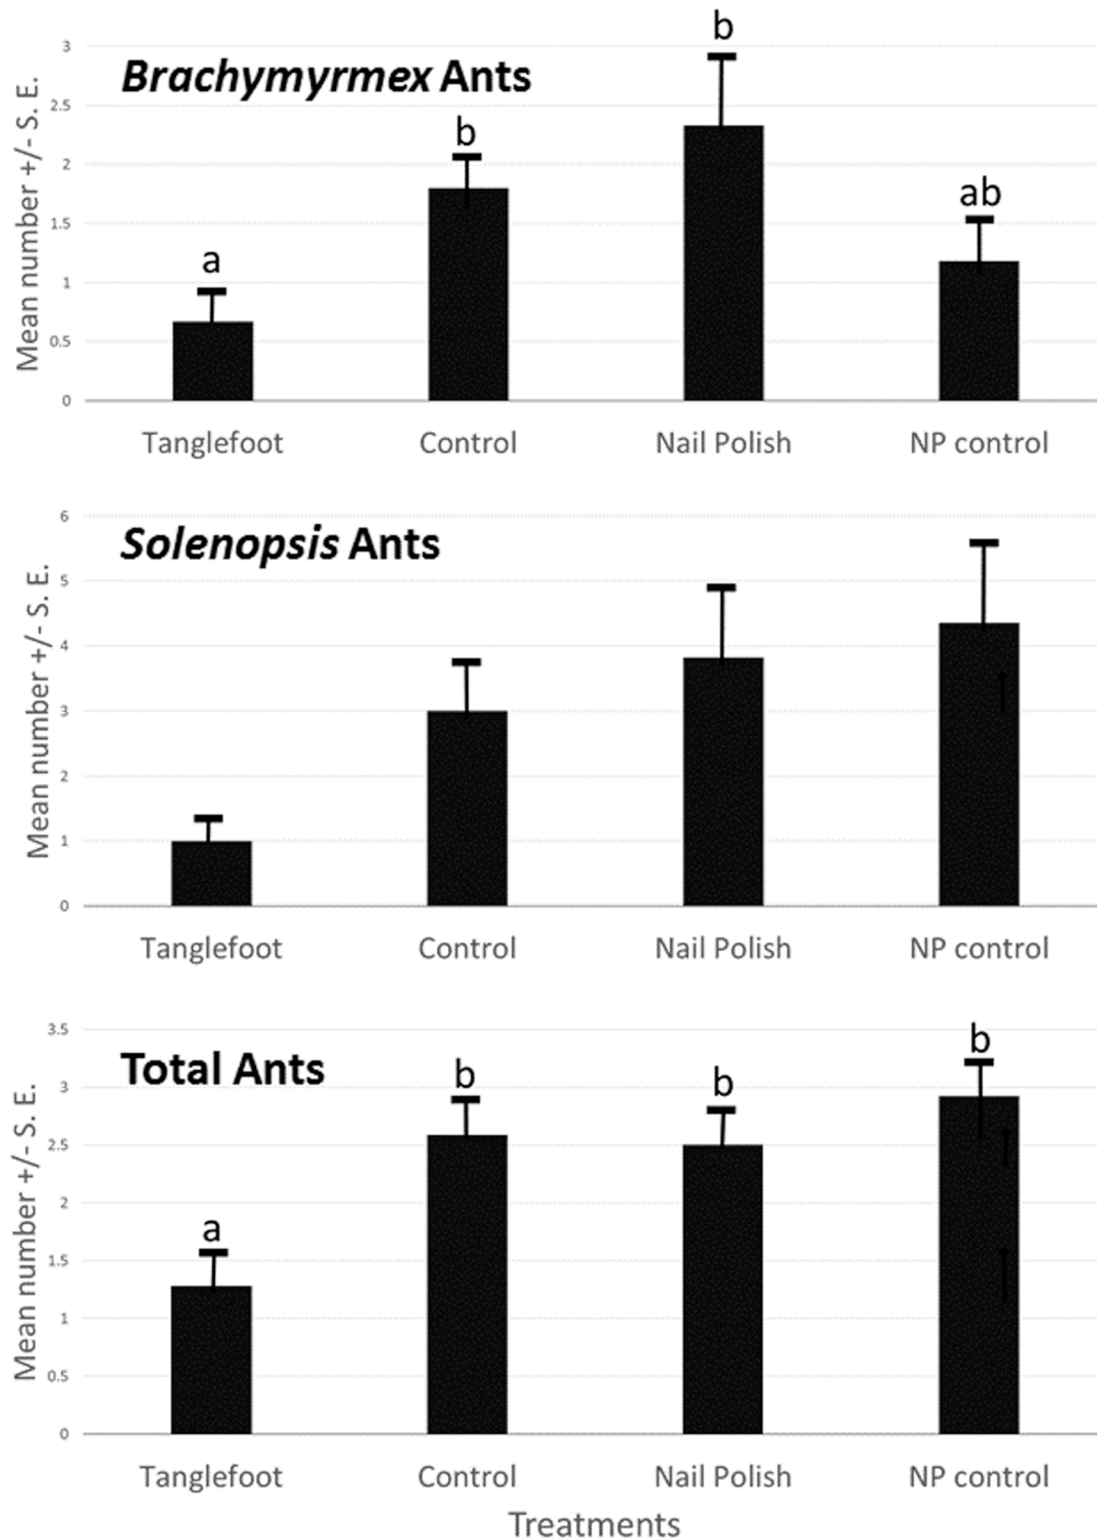 Brachymyrmex Ants
Mean number +/- S. E.
3
2.5
2
1.5
1
0.5
0
a
b
b
ab
Tanglefoot Control Nail Polish NP control
Solenopsis Ants
Mean number +/- S. E.
6
5
4
3
2
1
0
Tanglefoot Control Nail Polish NP control
Total Ants
Mean number +/- S. E.
3.5
3
2.5
2
1.5
1
0.5
0
a
b
b
b
Tanglefoot Control Nail Polish NP control
Treatments